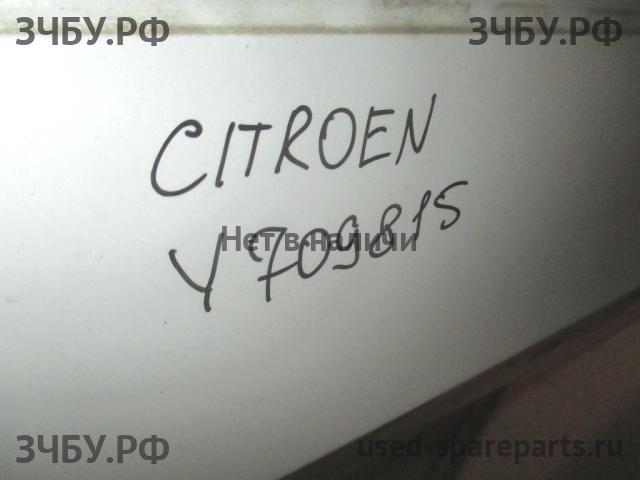 ЗЧБУ.РФ ЗЧБУ.РФ
CITROEN
Нет в наличии
Y709815
ЗЧБУ.РФ used-spareparts.ru